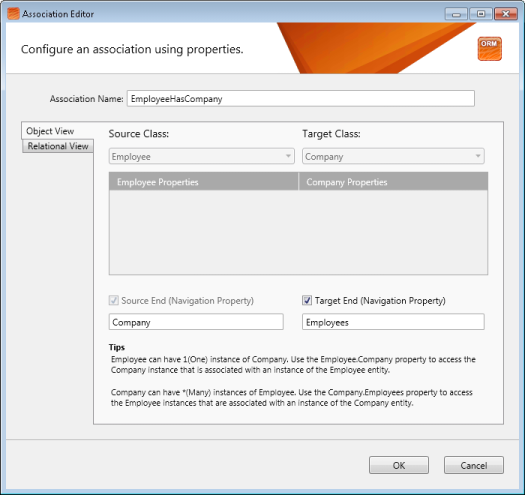 Association Editor
Configure an association using properties.
ORM
Association Name: EmployeeHasCompany
Object View
Relational View
Source Class: Target Class:
Employee Company
Employee Properties Company Properties
Source End (Navigation Property) Target End (Navigation Property)
Company Employees
Tips
Employee can have 1(One) instance of Company. Use the Employee.Company property to access the
Company instance that is associated with an instance of the Employee entity.
Company can have *(Many) instances of Employee. Use the Company.Employees property to access
the Employee instances that are associated with an instance of the Company entity.
OK Cancel